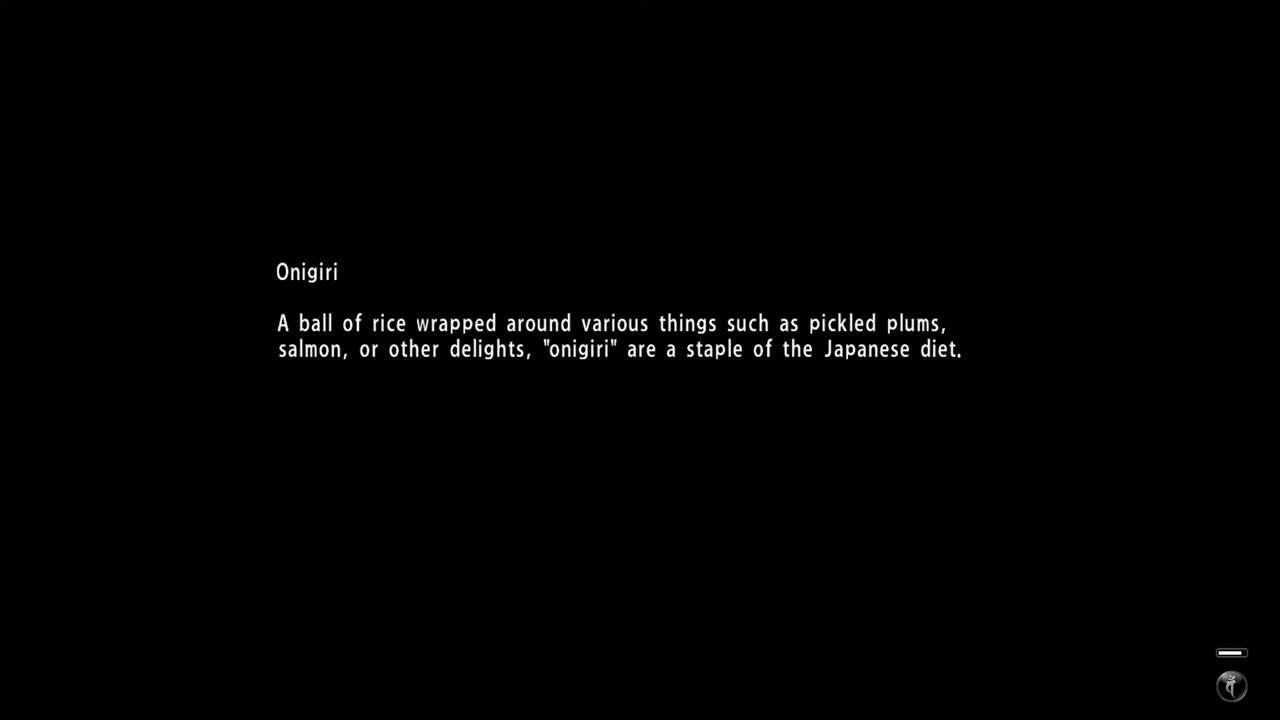 Onigiri
A ball of rice wrapped around various things such as pickled plums,
salmon, or other delights, "onigiri" are a staple of the Japanese diet.